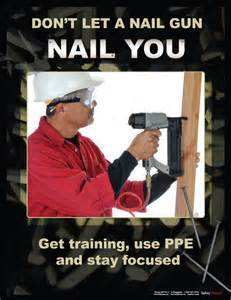 DON'T LET A NAIL GUN
NAIL YOU
Get training, use PPE
and stay focused